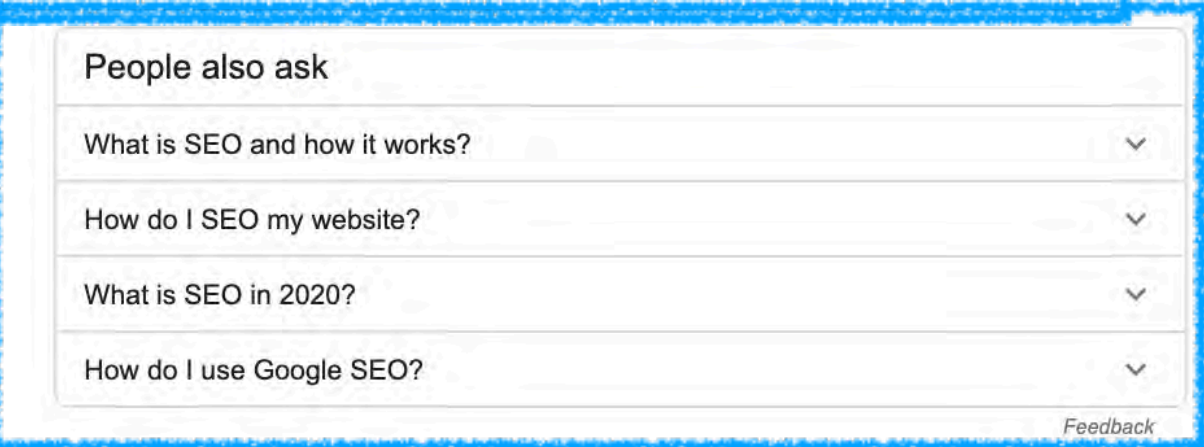 People also ask
What is SEO and how it works?
How do I SEO my website?
What is SEO in 2020?
How do I use Google SEO?
Feedback